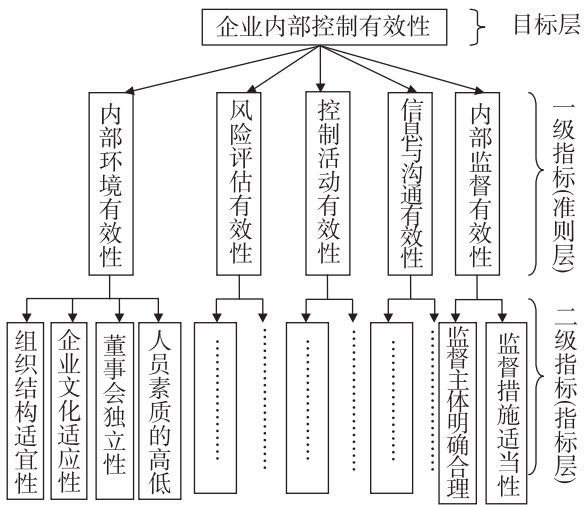 企业内部控制有效性
目标层
内部环境有效性
风险评估有效性
控制活动有效性
信息与沟通有效性
内部监督有效性
一级指标(准则层)
组织结构适宜性
企业文化适应性
董事会独立性
人员素质的高低
监督主体明确合理
监督措施适当性
二级指标(指标层)